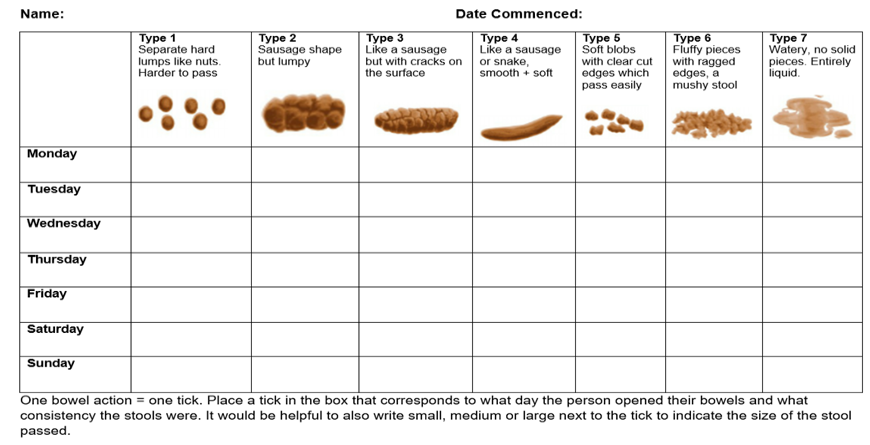 Name: Date Commenced:
Type 1
Separate hard
lumps like nuts.
Harder to pass
Type 2
Sausage shape
but lumpy
Type 3
Like a sausage
but with cracks on
the surface
Type 4
Like a sausage
or snake,
smooth + soft
Type 5
Soft blobs
with clear cut
edges which
pass easily
Type 6
Fluffy pieces
with ragged
edges, a
mushy stool
Type 7
Watery, no solid
pieces. Entirely
liquid.
Monday
Tuesday
Wednesday
Thursday
Friday
Saturday
Sunday
One bowel action = one tick. Place a tick in the box that corresponds to what day the person opened their bowels and what
consistency the stools were. It would be helpful to also write small, medium or large next to the tick to indicate the size of the stool
passed.